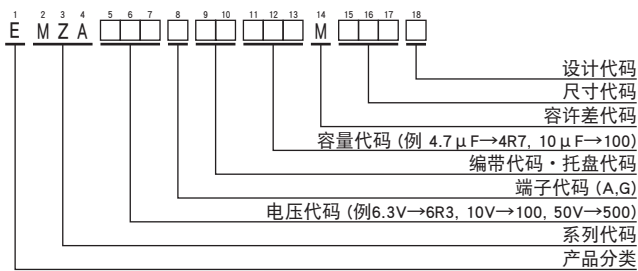 1 2 3 4 5 6 7 8 9 10 11 12 13 14 15 16 17 18
E M Z A □□□ □ □□ □□□ M □□□ □
设计代码
尺寸代码
容许差代码
容量代码 (例 4.7μF→4R7, 10μF→100)
编带代码・托盘代码
端子代码 (A,G)
电压代码 (例6.3V→6R3, 10V→100, 50V→500)
系列代码
产品分类